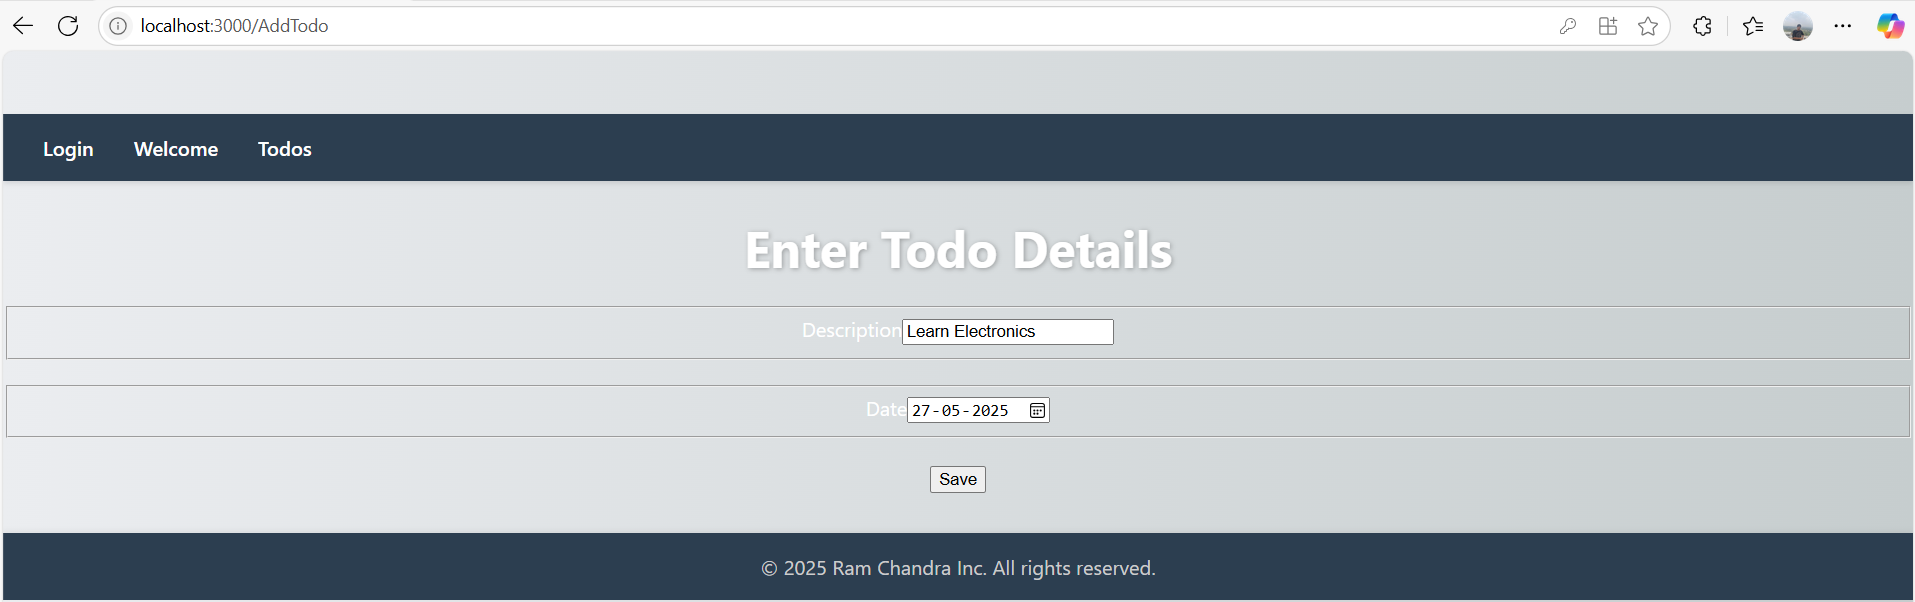 localhost:3000/AddTodo
Login Welcome Todos
Enter Todo Details
Description Learn Electronics
Date 27-05-2025
Save
© 2025 Ram Chandra Inc. All rights reserved.